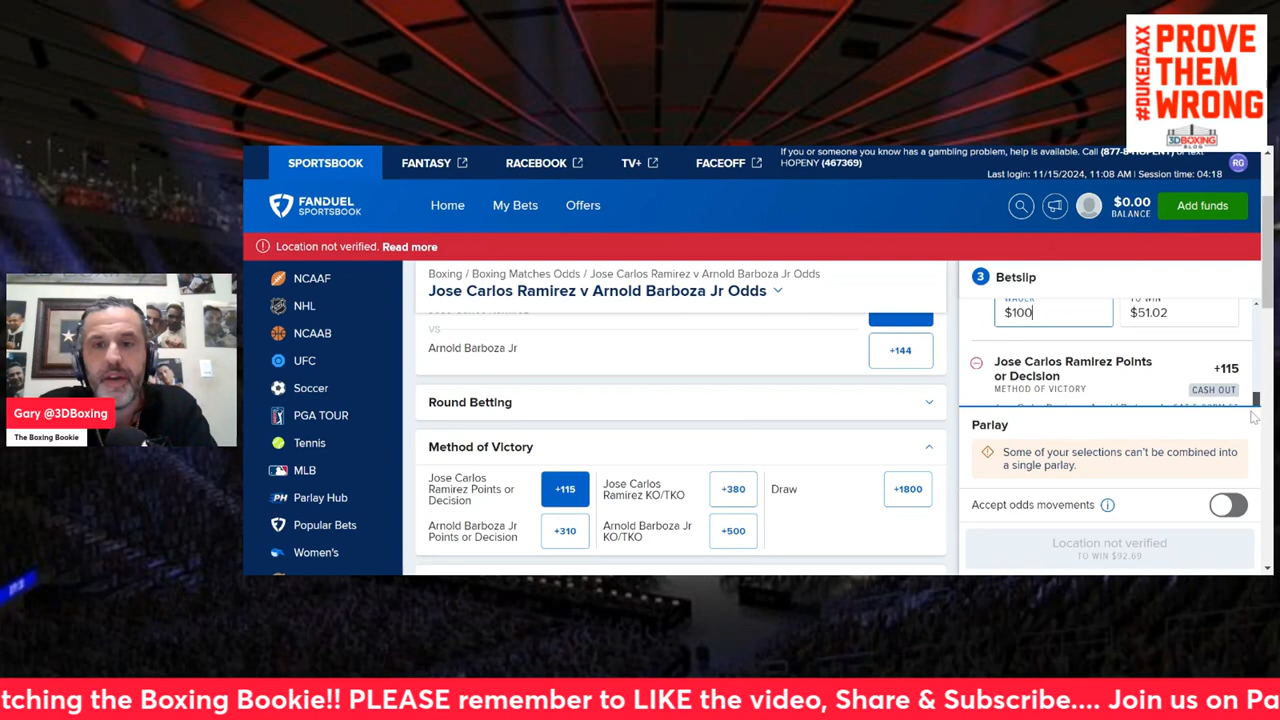 #DUKEDAXX
PROVE
THEM
WRONG
3DBOXING
BLOG
SPORTSBOOK
FANTASY
RACEBOOK
TV+
FACEOFF
If you or someone you know has a gambling problem, help is available. Call
HOPENY (467369)
Last login: 11/15/2024, 11:08 AM | Session time: 04:18
RG
FANDUEL
SPORTSBOOK
Home
My Bets
Offers
$0.00
BALANCE
Add funds
Location not verified. Read more
NCAAF
NHL
NCAAB
UFC
Soccer
PGA TOUR
Tennis
MLB
Parlay Hub
Popular Bets
Women's
Boxing / Boxing Matches Odds / Jose Carlos Ramirez v Arnold Barboza Jr Odds
Jose Carlos Ramirez v Arnold Barboza Jr Odds
VS
Arnold Barboza Jr
+144
Round Betting
Method of Victory
Jose Carlos
Ramirez Points or
Decision
+115
Jose Carlos
Ramirez KO/TKO
+380
Draw
+1800
Arnold Barboza Jr
Points or Decision
+310
Arnold Barboza Jr
KO/TKO
+500
3 Betslip
WAGER
TO WIN
$100
$51.02
Jose Carlos Ramirez Points
or Decision
+115
METHOD OF VICTORY
CASH OUT
Parlay
Some of your selections can't be combined into
a single parlay.
Accept odds movements
Location not verified
TO WIN $92.69
Gary @3DBoxing
The Boxing Bookie
tching the Boxing Bookie!! PLEASE remember to LIKE the video, Share & Subscribe.... Join us on Pa